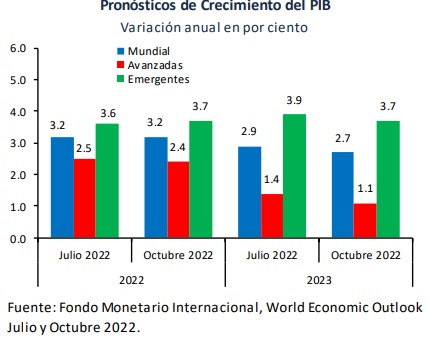 Pronósticos de Crecimiento del PIB
Variación anual en por ciento
6.0
5.0
4.0
3.0
2.0
1.0
0.0
Mundial
Avanzadas
Emergentes
3.2
2.5
3.6
3.2
2.4
3.7
2.9
1.4
3.9
2.7
1.1
3.7
Julio 2022
Octubre 2022
Julio 2022
Octubre 2022
2022
2023
Fuente: Fondo Monetario Internacional, World Economic Outlook
Julio y Octubre 2022.